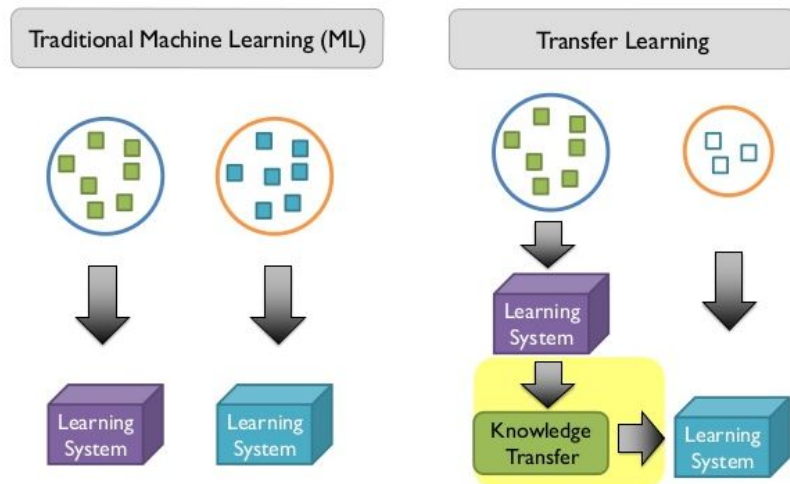 Traditional Machine Learning (ML)
Transfer Learning
Learning
System
Learning
System
Learning
System
Knowledge
Transfer
Learning
System